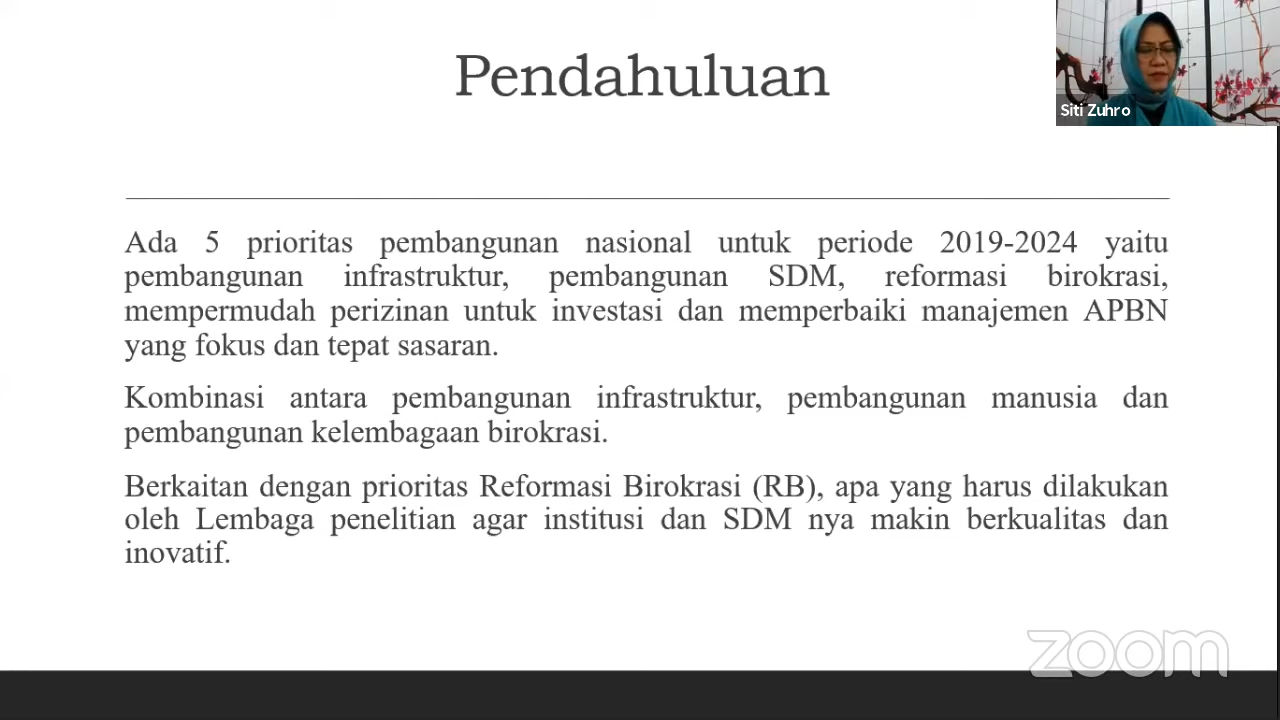 Pendahuluan
Siti Zuhro
Ada 5 prioritas pembangunan nasional untuk periode 2019-2024 yaitu
pembangunan infrastruktur, pembangunan SDM, reformasi birokrasi,
mempermudah perizinan untuk investasi dan memperbaiki manajemen APBN
yang fokus dan tepat sasaran.
Kombinasi antara pembangunan infrastruktur, pembangunan manusia dan
pembangunan kelembagaan birokrasi.
Berkaitan dengan prioritas Reformasi Birokrasi (RB), apa yang harus dilakukan
oleh Lembaga penelitian agar institusi dan SDM nya makin berkualitas dan
inovatif.
zoom